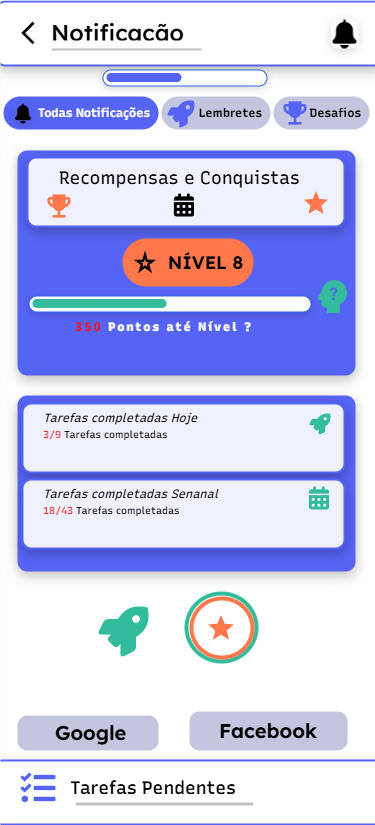 Notificacão
Todas Notificações
Lembretes
Desafios
Recompensas e Conquistas
NÍVEL 8
?
350 Pontos até Nível ?
Tarefas completadas Hoje
3/9 Tarefas completadas
Tarefas completadas Senanal
18/43 Tarefas completadas
Google
Facebook
Tarefas Pendentes